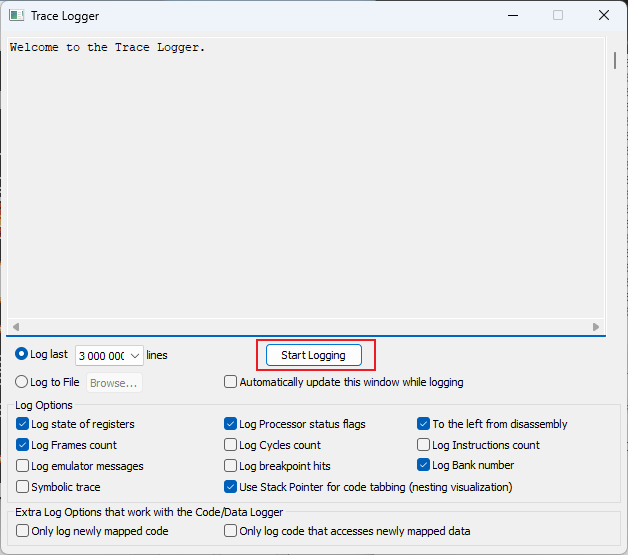 Trace Logger
Welcome to the Trace Logger.
Log last 3 000 000 lines Start Logging
Log to File Browse... Automatically update this window while logging
Log Options
Log state of registers Log Processor status flags To the left from disassembly
Log Frames count Log Cycles count Log Instructions count
Log emulator messages Log breakpoint hits Log Bank number
Symbolic trace Use Stack Pointer for code tabbing (nesting visualization)
Extra Log Options that work with the Code/Data Logger
Only log newly mapped code Only log code that accesses newly mapped data